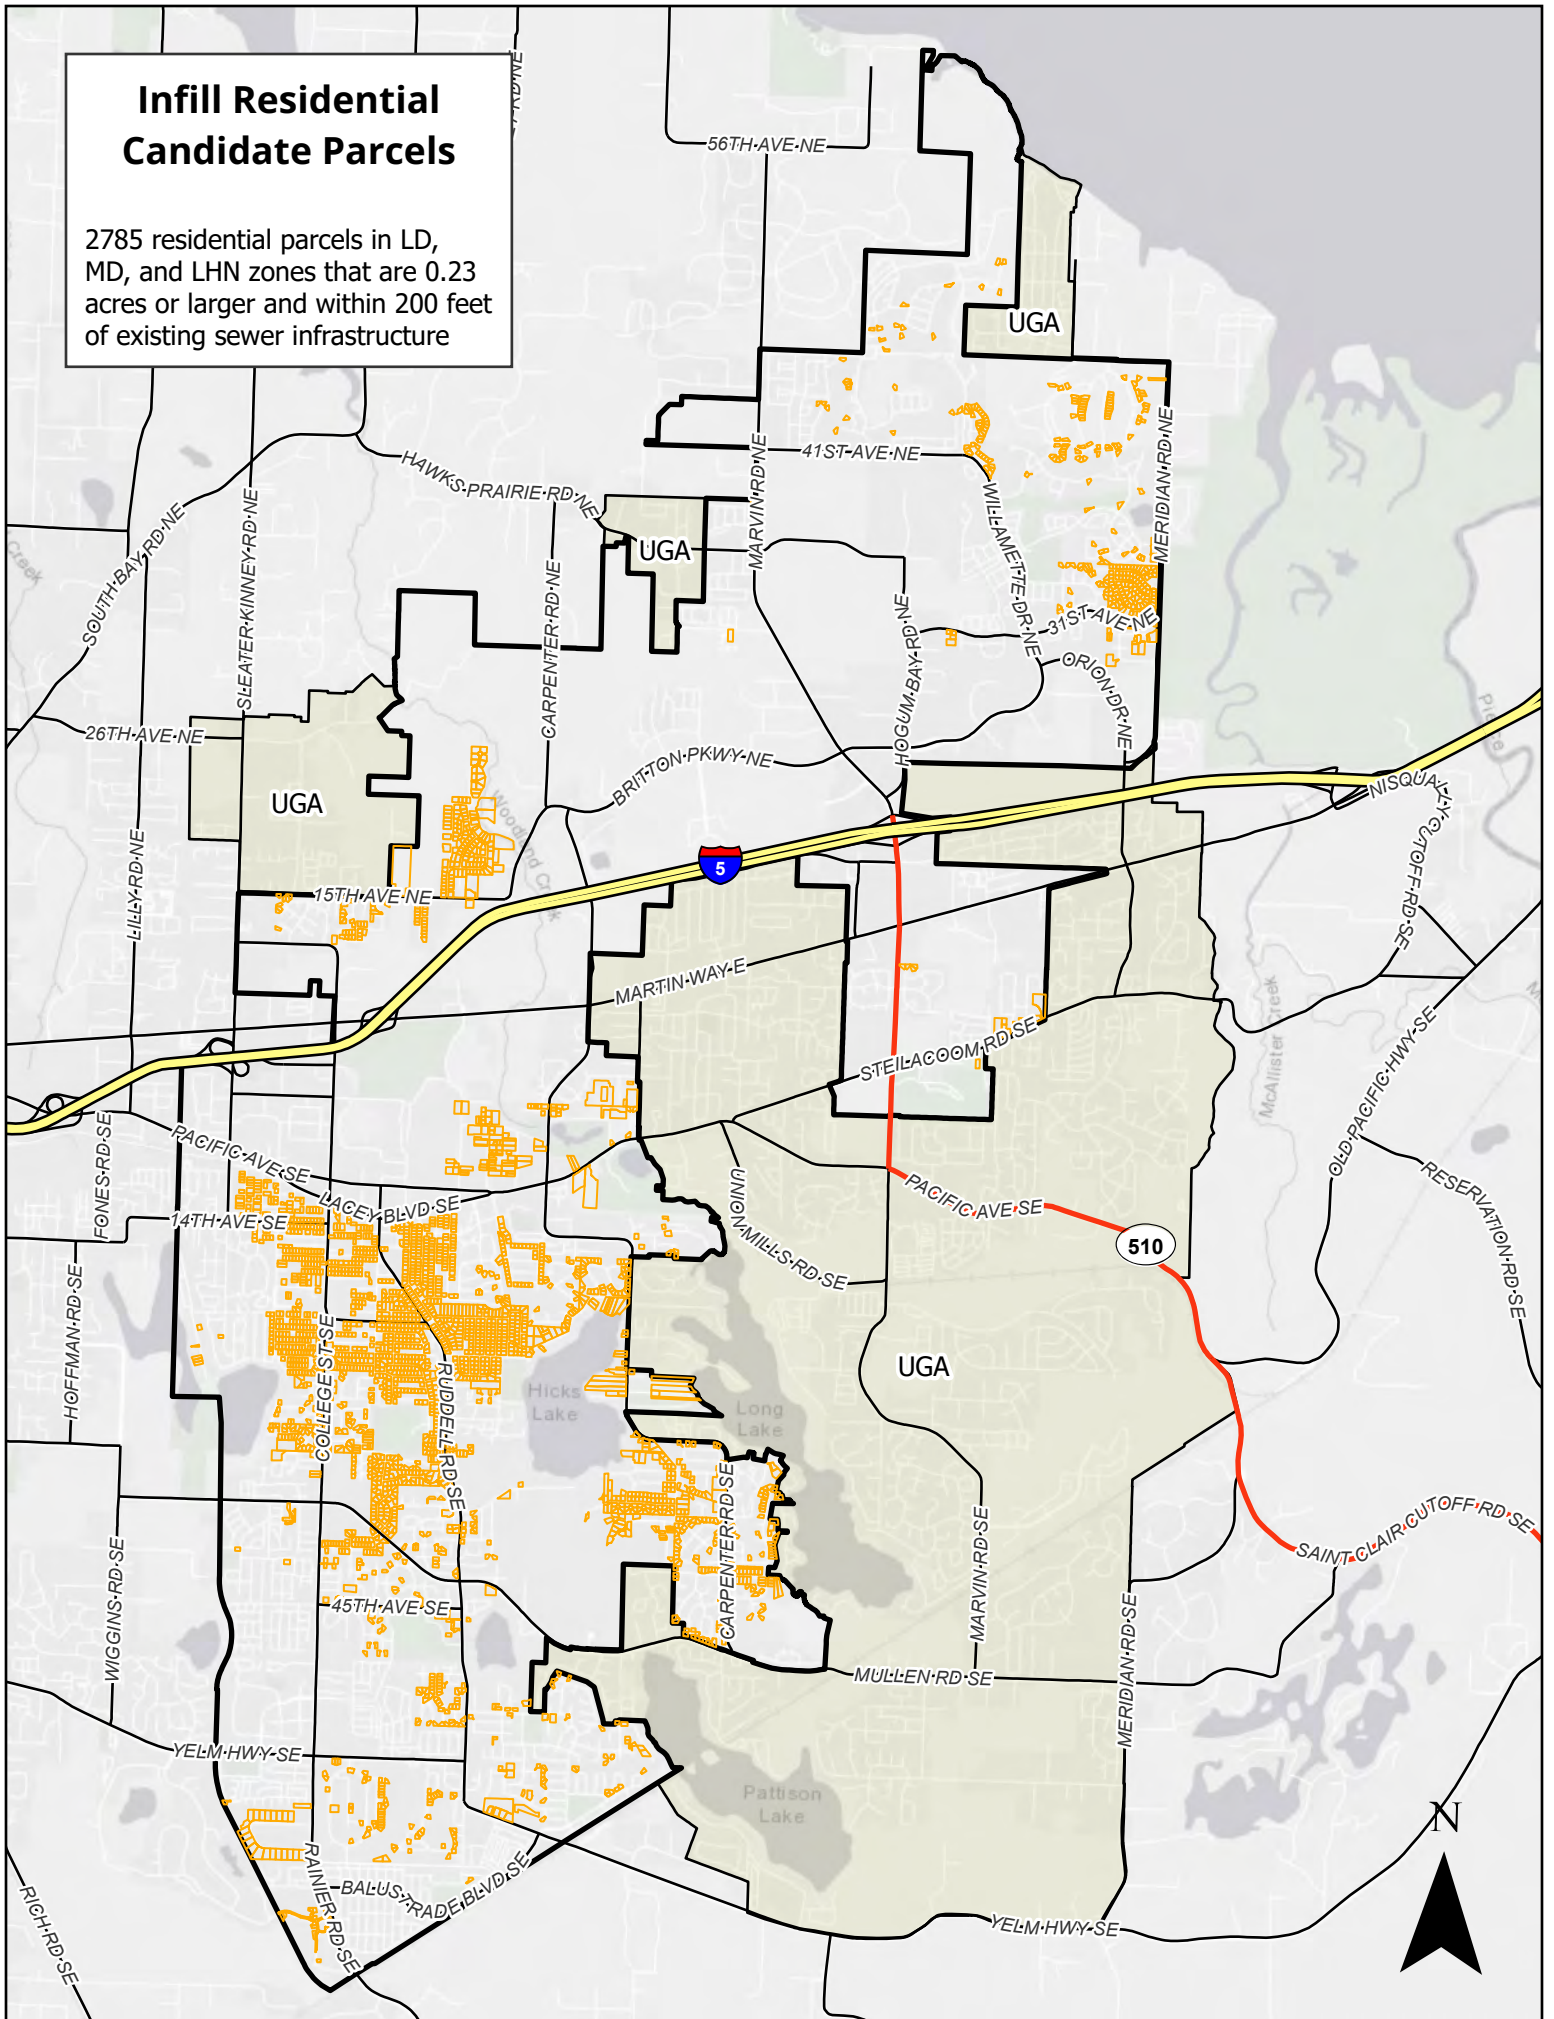 Infill Residential
Candidate Parcels
2785 residential parcels in LD,
MD, and LHN zones that are 0.23
acres or larger and within 200 feet
of existing sewer infrastructure
56TH AVE NE
UGA
41ST AVE NE
MARVIN RD NE
MERIDIAN RD NE
HAWKS PRAIRIE RD NE
WILLAMETTE DR NE
SOUTH BAY RD NE
SLEATER KINNEY RD NE
Creek
UGA
CARPENTER RD NE
HOGUM BAY RD NE
31ST AVE NE
ORION DR NE
26TH AVE NE
BRITTON PKWY NE
NISQUALLY CUTOFF RD SE
UGA
Woodland Creek
LILLY RD NE
5
15TH AVE NE
MARTIN WAY E
STEILACOOM RD SE
McAllister Creek
OLD PACIFIC HWY SE
FONES RD SE
PACIFIC AVE SE
LACEY BLVD SE
14TH AVE SE
UNION MILLS RD SE
PACIFIC AVE SE
510
RESERVATION RD SE
HOFFMAN RD SE
COLLEGE ST SE
RUDDELL RD SE
Hicks
Lake
Long
Lake
UGA
CARPENTER RD SE
MARVIN RD SE
SAINT CLAIR CUTOFF RD SE
WIGGINS RD SE
45TH AVE SE
MULLEN RD SE
MERIDIAN RD SE
YELM HWY SE
Pattison
Lake
N
RAINIER RD SE
BALUSTRADE BLVD SE
RICH RD SE
YELM HWY SE